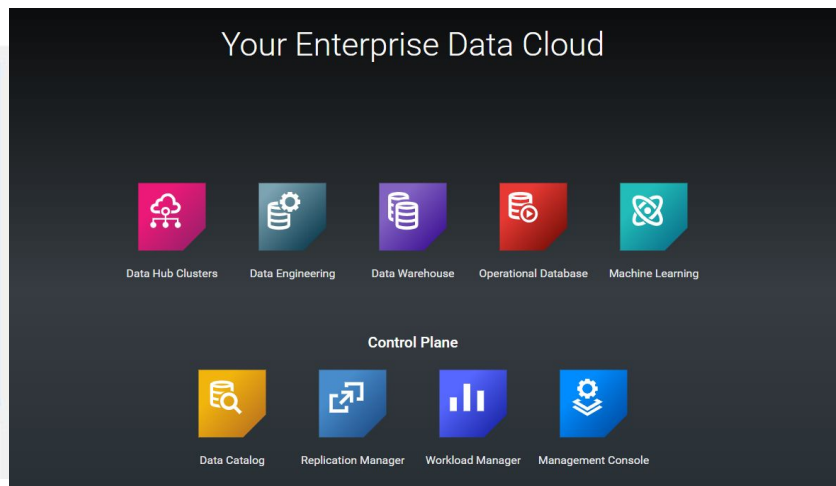 Your Enterprise Data Cloud
Data Hub Clusters Data Engineering Data Warehouse Operational Database Machine Learning
Control Plane
Data Catalog Replication Manager Workload Manager Management Console